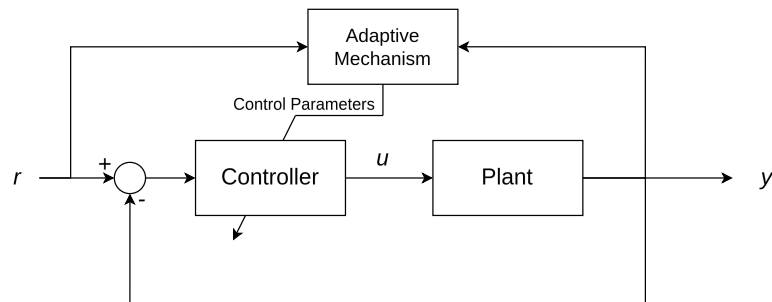 Adaptive
Mechanism
Control Parameters
r
+
-
Controller
u
Plant
y